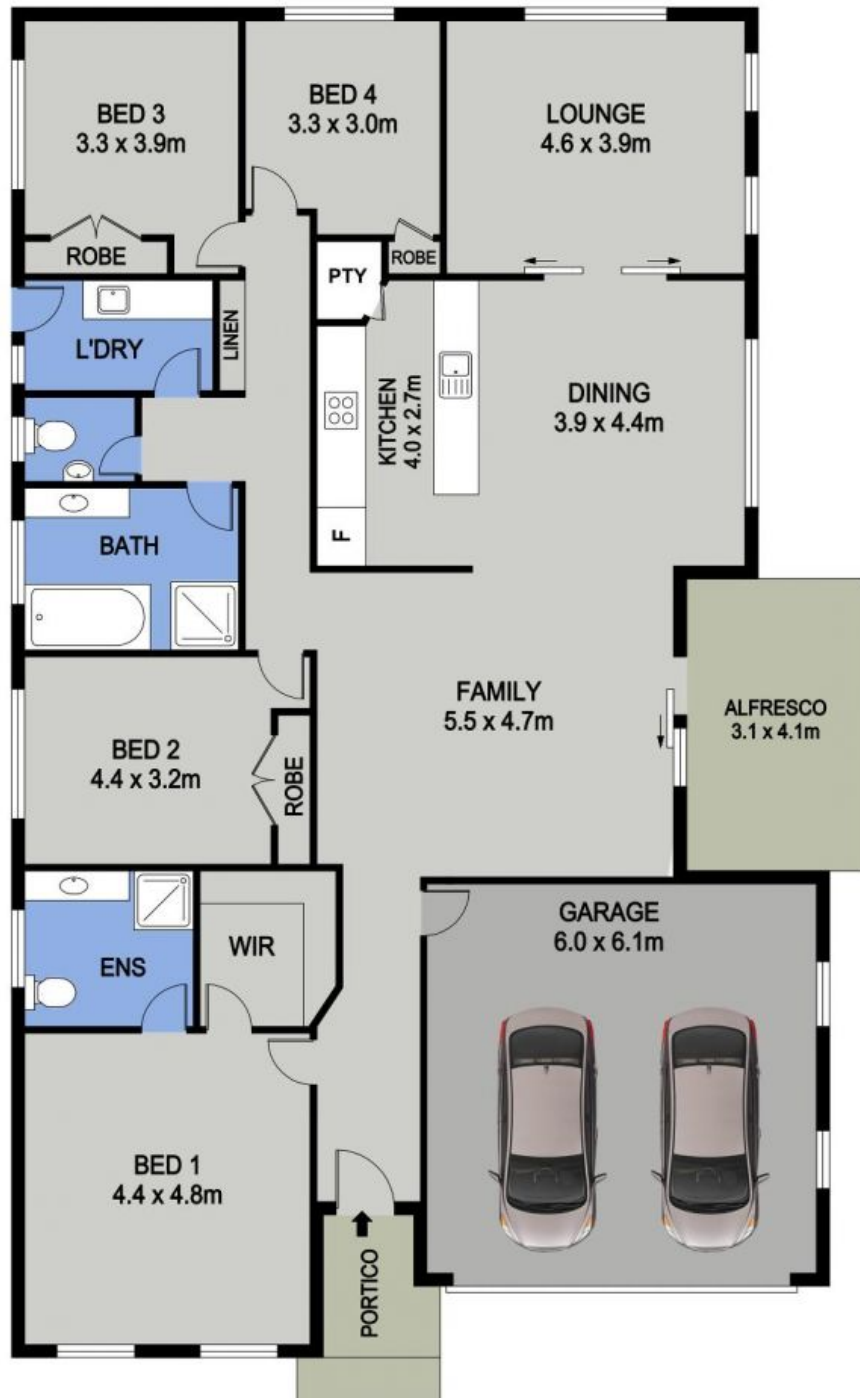 BED 3
3.3 x 3.9m
BED 4
3.3 x 3.0m
LOUNGE
4.6 x 3.9m
ROBE
PTY
ROBE
L'DRY
LINEN
KITCHEN
4.0 x 2.7m
DINING
3.9 x 4.4m
F
BATH
FAMILY
5.5 x 4.7m
ALFRESCO
3.1 x 4.1m
BED 2
4.4 x 3.2m
ROBE
ENS
WIR
GARAGE
6.0 x 6.1m
BED 1
4.4 x 4.8m
PORTICO